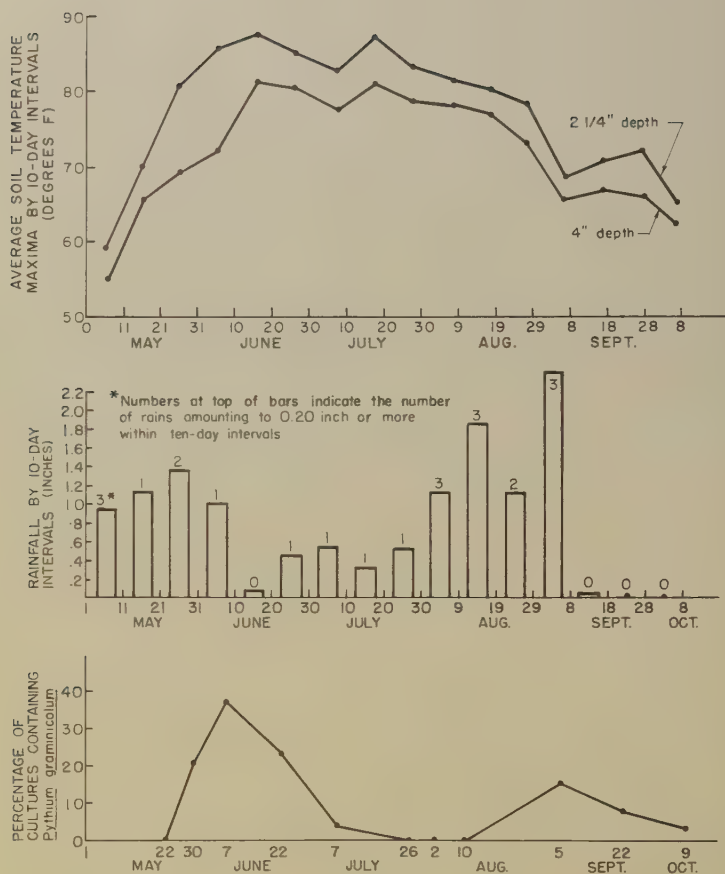 AVERAGE SOIL TEMPERATURE
MAXIMA BY 10-DAY INTERVALS
(DEGREES F)
90
80
70
60
50
2 1/4" depth
4" depth
0 11 21 31 10 20 30 10 20 30 9 19 29 8 18 28 8
MAY JUNE JULY AUG. SEPT.
RAINFALL BY 10-DAY
INTERVALS (INCHES)
2.2
2.0
1.8
1.6
1.4
1.2
1.0
.8
.6
.4
.2
*Numbers at top of bars indicate the number
of rains amounting to 0.20 inch or more
within ten-day intervals
3* 1 2 1 0 1 1 1 1 3 3 2 3 0 0 0
1 11 21 31 10 20 30 10 20 30 9 19 29 8 18 28 8
MAY JUNE JULY AUG. SEPT. OCT.
PERCENTAGE OF
CULTURES CONTAINING
Pythium graminicolum
40
30
20
10
0
1 22 30 7 22 7 26 2 10 5 22 9
MAY JUNE JULY AUG. SEPT. OCT.